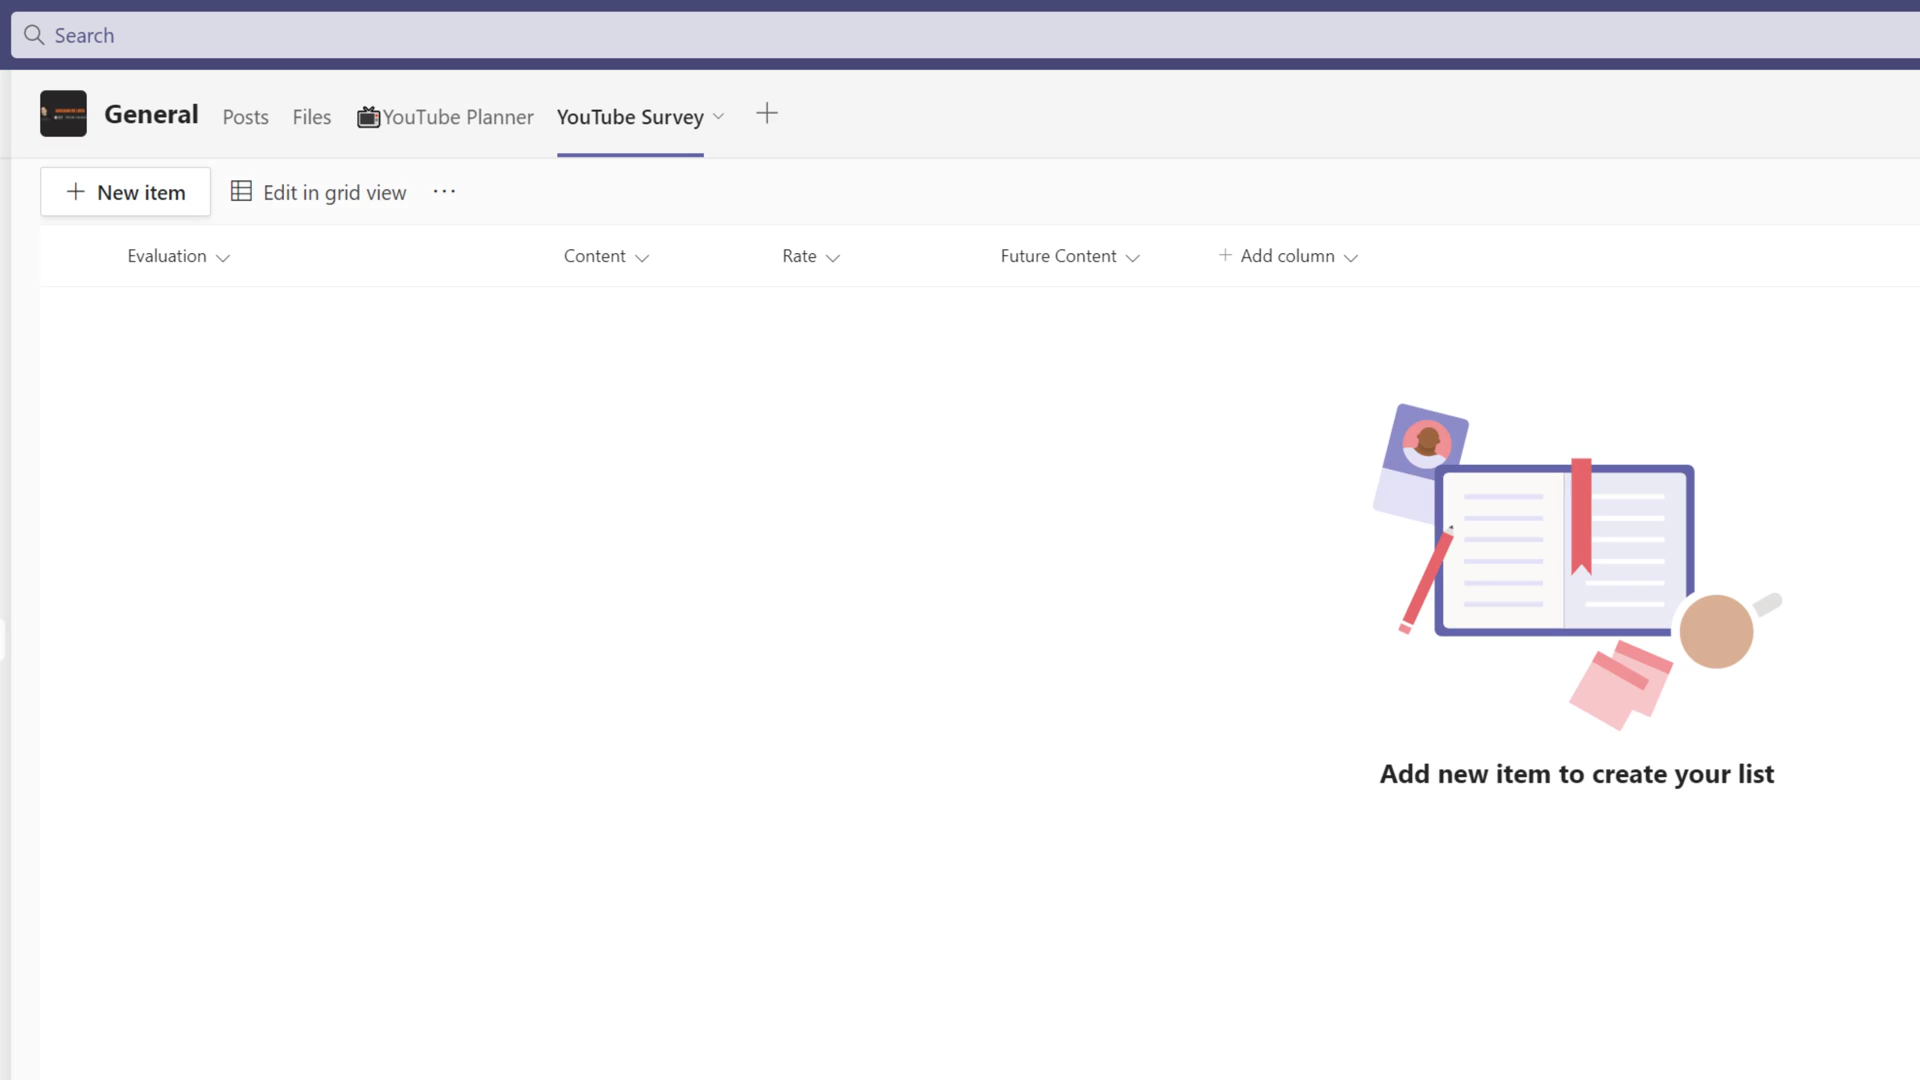 Search
General Posts Files YouTube Planner YouTube Survey
New item Edit in grid view ...
Evaluation Content Rate Future Content Add column
Add new item to create your list